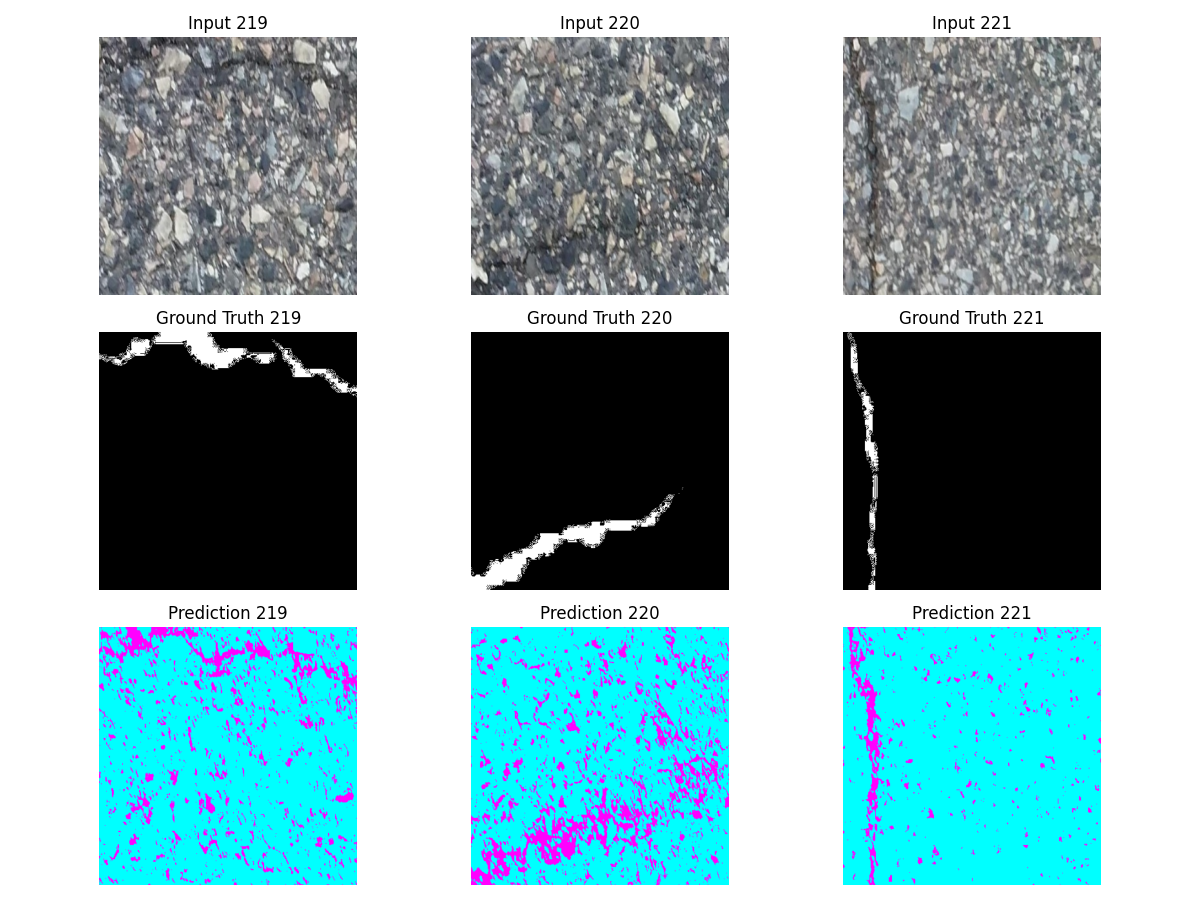 Input 219
Input 220
Input 221
Ground Truth 219
Ground Truth 220
Ground Truth 221
Prediction 219
Prediction 220
Prediction 221